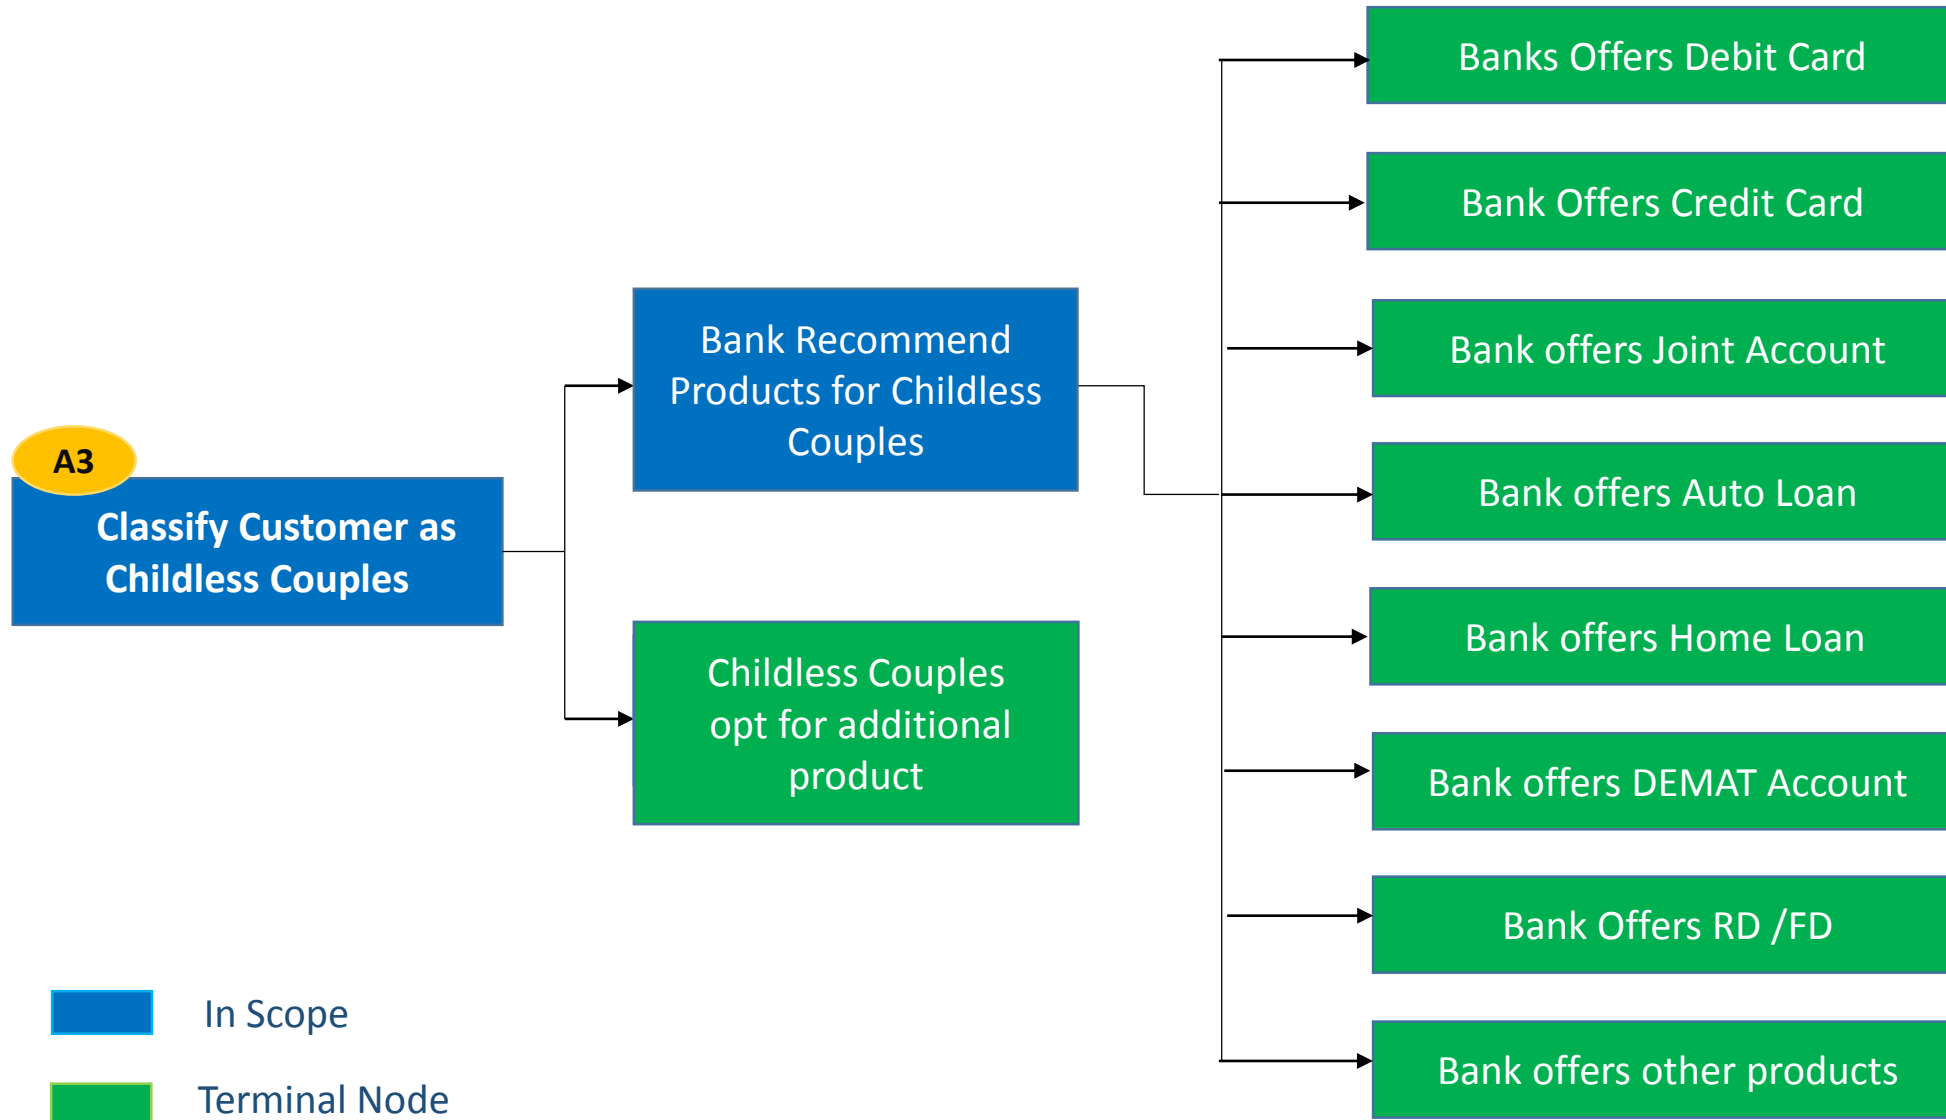 A3
Classify Customer as
Childless Couples
Bank Recommend
Products for Childless
Couples
Childless Couples
opt for additional
product
Banks Offers Debit Card
Bank Offers Credit Card
Bank offers Joint Account
Bank offers Auto Loan
Bank offers Home Loan
Bank offers DEMAT Account
Bank Offers RD /FD
Bank offers other products
In Scope
Terminal Node